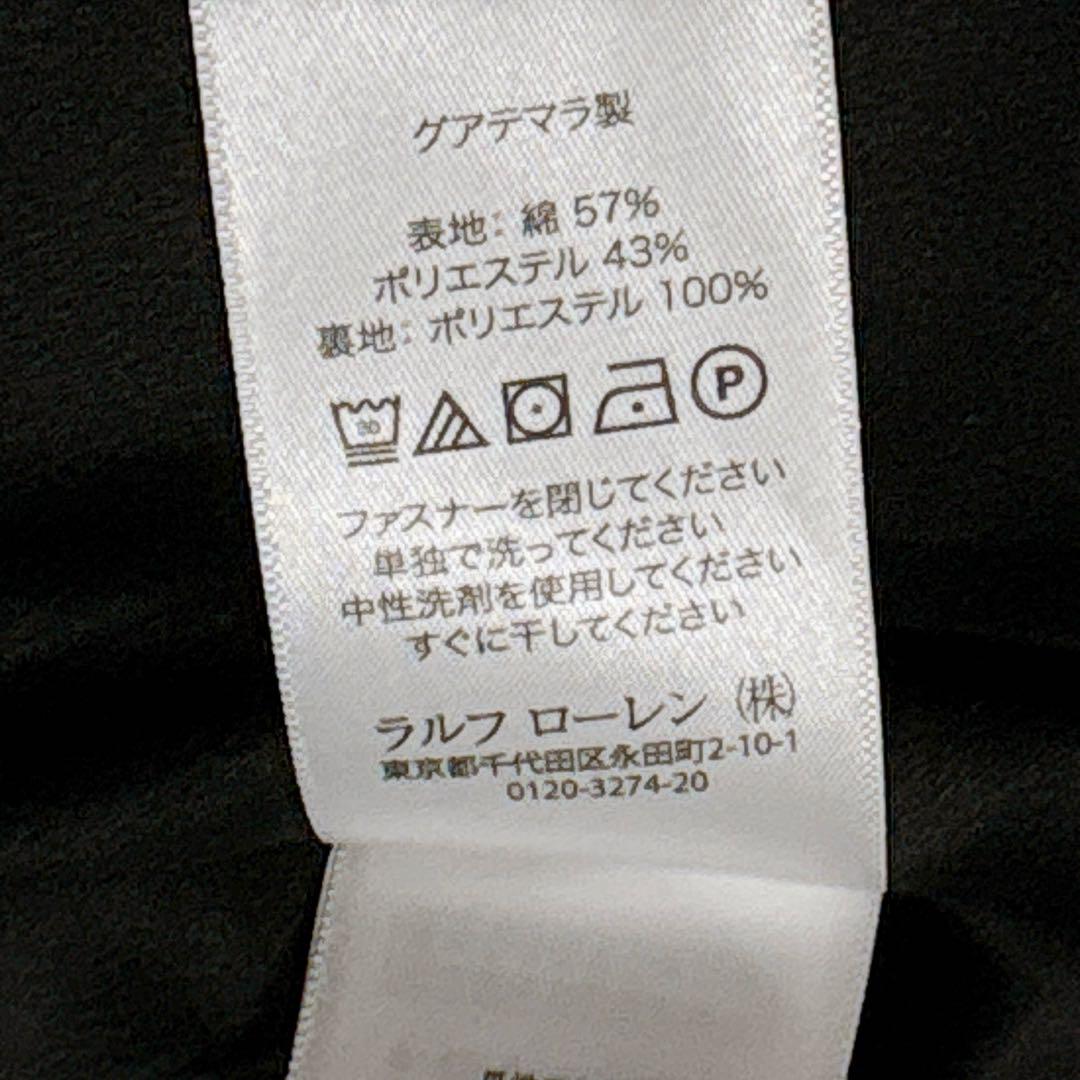 グアテマラ製
表地: 綿 57%
ポリエステル 43%
裏地: ポリエステル 100%
30
P
ファスナーを閉じてください
単独で洗ってください
中性洗剤を使用してください
すぐに干してください
ラルフ ローレン (株)
東京都千代田区永田町2-10-1
0120-3274-20